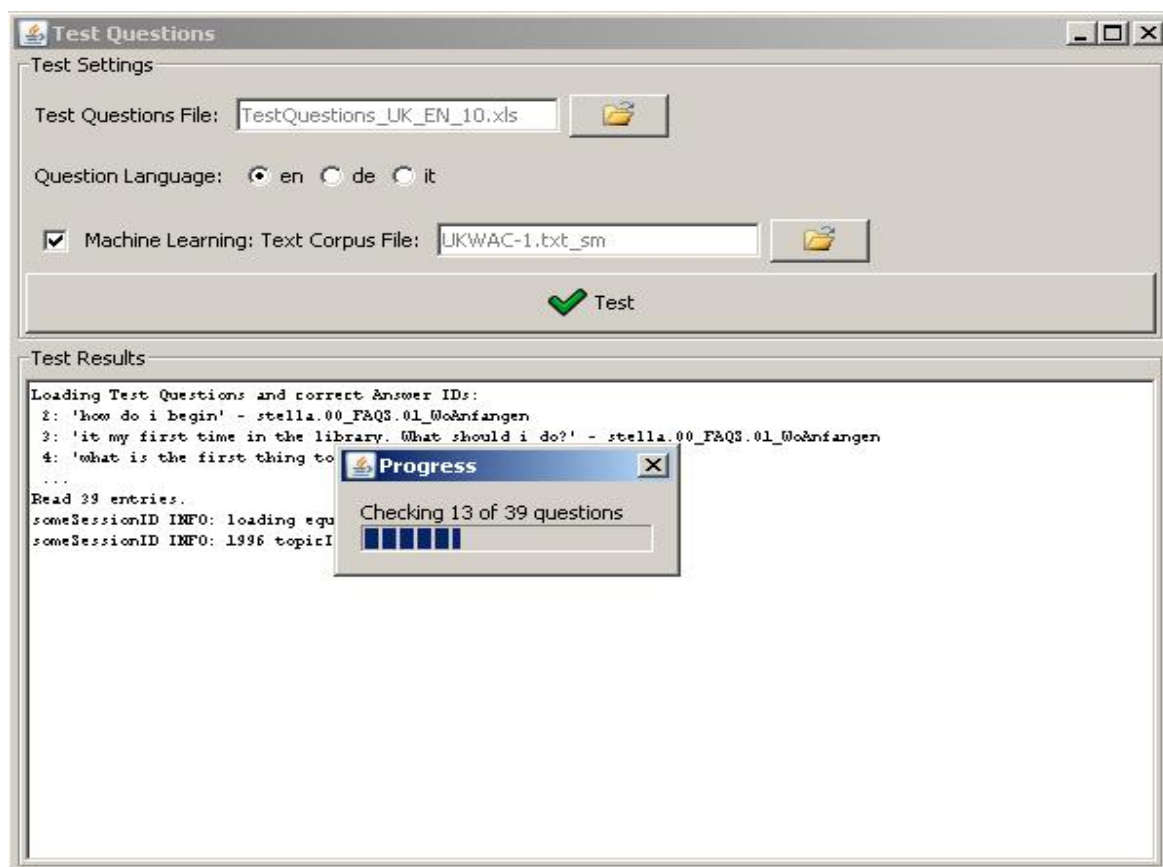 Test Questions
Test Settings
Test Questions File: TestQuestions_UK_EN_10.xls
Question Language: en de it
Machine Learning: Text Corpus File: UKWAC-1.txt_sm
Test
Test Results
Loading Test Questions and correct Answer IDs:
2: 'how do i begin' - stella.00_FAQS.01_WoAnfangen
3: 'it my first time in the library. What should i do?' - stella.00_FAQS.01_WoAnfangen
4: 'what is the first thing to
...
Read 39 entries.
someSessionID INFO: loading equ
someSessionID INFO: 1996 topicI
Progress
Checking 13 of 39 questions